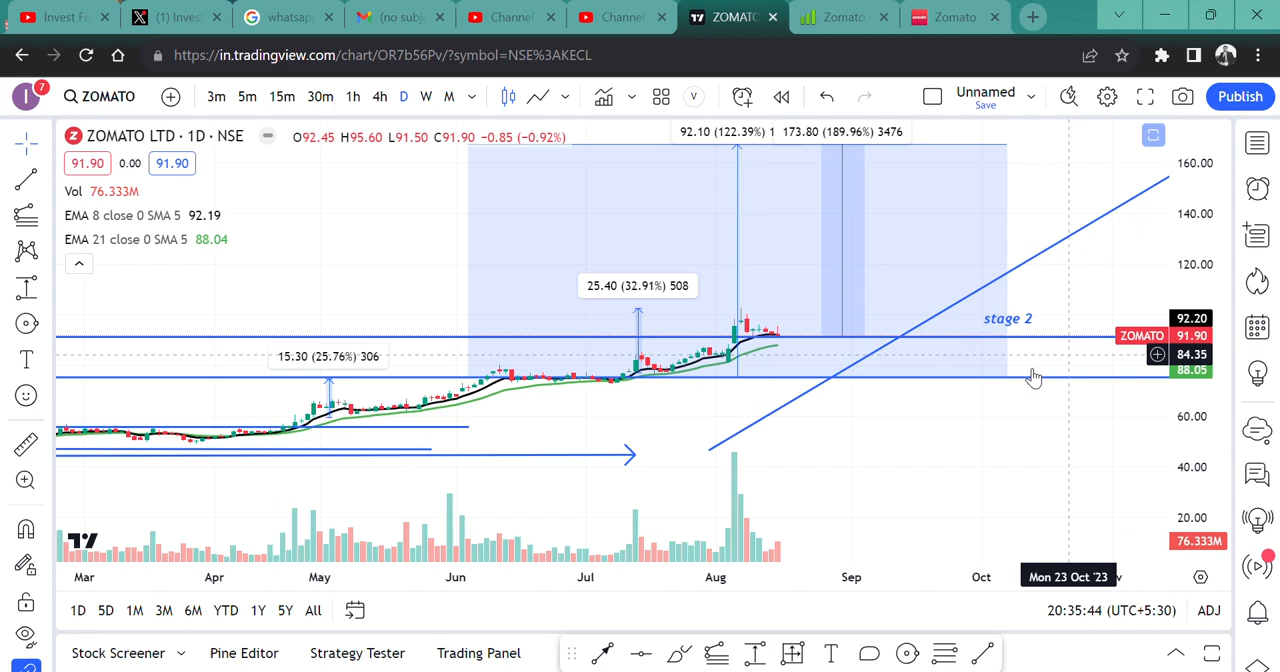 Invest Fo
(1) Invest
whatsap
(no subj
Channel
Channel
ZOMATO
Zomato
Zomato
https://in.tradingview.com/chart/OR7b56Pv/?symbol=NSE%3AKECL
I 7 ZOMATO 3m 5m 15m 30m 1h 4h D W M V Unnamed Save Publish
Z ZOMATO LTD · 1D · NSE O92.45 H95.60 L91.50 C91.90 −0.85 (−0.92%)
91.90 0.00 91.90
Vol 76.333M
EMA 8 close 0 SMA 5 92.19
EMA 21 close 0 SMA 5 88.04
92.10 (122.39%) 1
173.80 (189.96%) 3476
25.40 (32.91%) 508
15.30 (25.76%) 306
stage 2
160.00
140.00
120.00
92.20
ZOMATO 91.90
84.35
88.05
60.00
40.00
20.00
76.333M
Mar Apr May Jun Jul Aug Sep Oct Mon 23 Oct '23
1D 5D 1M 3M 6M YTD 1Y 5Y All 20:35:44 (UTC+5:30) ADJ
Stock Screener Pine Editor Strategy Tester Trading Panel